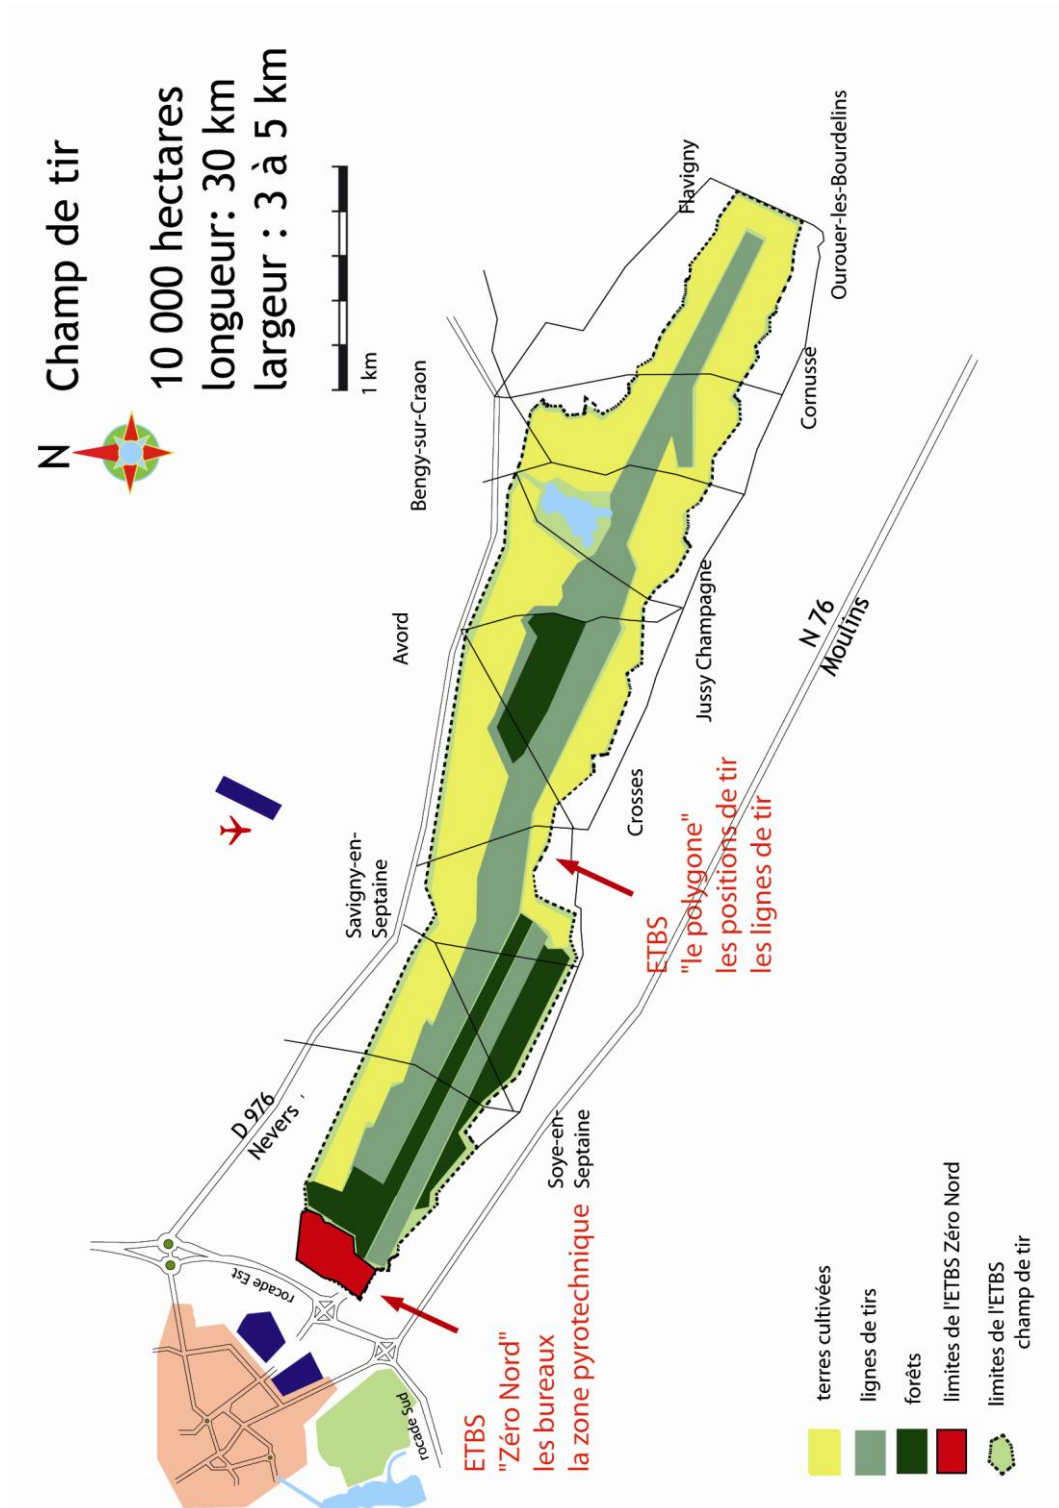 N
Champ de tir
10 000 hectares
longueur: 30 km
largeur : 3 à 5 km
1 km
Flavigny
Ourouer-les-Bourdelins
Bengy-sur-Craon
Cornusse
Avord
Jussy Champagne
N 76
Moulins
Savigny-en-
Septaine
Crosses
ETBS
"le polygone"
les positions de tir
les lignes de tir
D 976
Nevers
Soye-en-
Septaine
rocade Est
rocade Sud
ETBS
"Zéro Nord"
les bureaux
la zone pyrotechnique
terres cultivées
lignes de tirs
forêts
limites de l'ETBS Zéro Nord
limites de l'ETBS
champ de tir